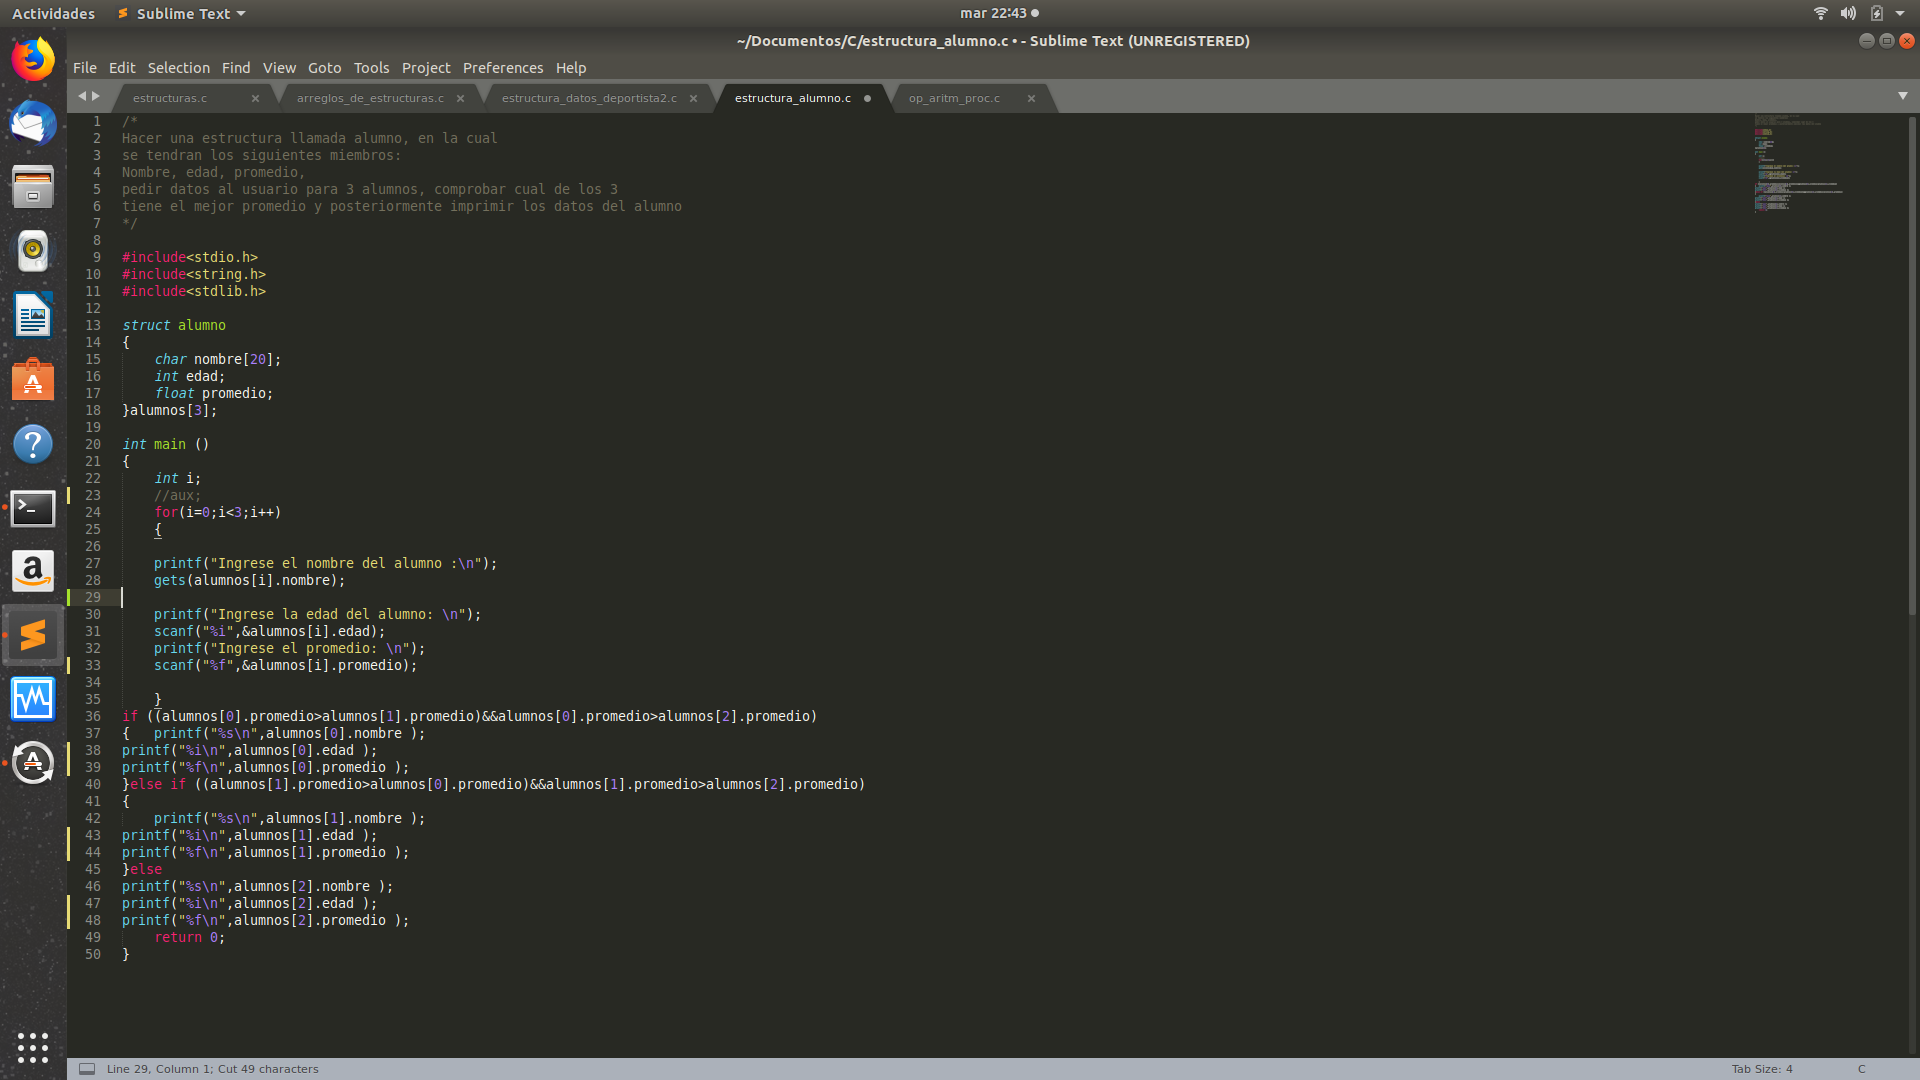 Actividades
Sublime Text
mar 22:43
~/Documentos/C/estructura_alumno.c • - Sublime Text (UNREGISTERED)
File Edit Selection Find View Goto Tools Project Preferences Help
estructuras.c × arreglos_de_estructuras.c × estructura_datos_deportista2.c × estructura_alumno.c op_aritm_proc.c ×
1 /*
2 Hacer una estructura llamada alumno, en la cual
3 se tendran los siguientes miembros:
4 Nombre, edad, promedio,
5 pedir datos al usuario para 3 alumnos, comprobar cual de los 3
6 tiene el mejor promedio y posteriormente imprimir los datos del alumno
7 */
8
9 #include<stdio.h>
10 #include<string.h>
11 #include<stdlib.h>
12
13 struct alumno
14 {
15     char nombre[20];
16     int edad;
17     float promedio;
18 }alumnos[3];
19
20 int main ()
21 {
22     int i;
23     //aux;
24     for(i=0;i<3;i++)
25     {
26
27     printf("Ingrese el nombre del alumno :\n");
28     gets(alumnos[i].nombre);
29
30     printf("Ingrese la edad del alumno: \n");
31     scanf("%i",&alumnos[i].edad);
32     printf("Ingrese el promedio: \n");
33     scanf("%f",&alumnos[i].promedio);
34
35     }
36 if ((alumnos[0].promedio>alumnos[1].promedio)&&alumnos[0].promedio>alumnos[2].promedio)
37 {   printf("%s\n",alumnos[0].nombre );
38 printf("%i\n",alumnos[0].edad );
39 printf("%f\n",alumnos[0].promedio );
40 }else if ((alumnos[1].promedio>alumnos[0].promedio)&&alumnos[1].promedio>alumnos[2].promedio)
41 {
42     printf("%s\n",alumnos[1].nombre );
43 printf("%i\n",alumnos[1].edad );
44 printf("%f\n",alumnos[1].promedio );
45 }else
46 printf("%s\n",alumnos[2].nombre );
47 printf("%i\n",alumnos[2].edad );
48 printf("%f\n",alumnos[2].promedio );
49     return 0;
50 }
Line 29, Column 1; Cut 49 characters
Tab Size: 4
C